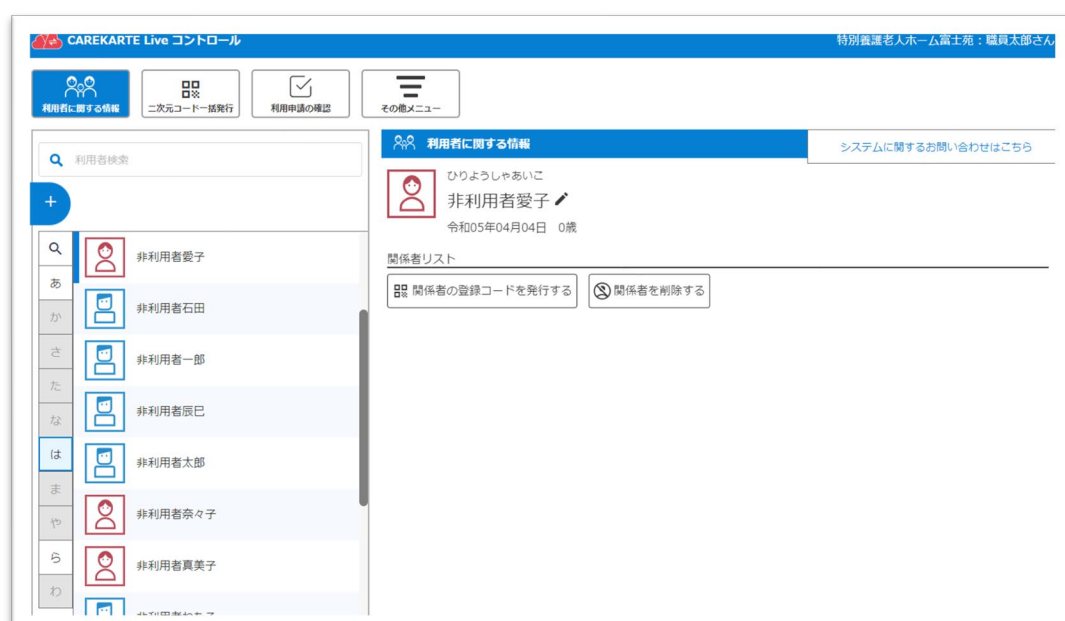 CAREKARTE Live コントロール
特別養護老人ホーム富士苑：職員太郎さん
利用者に関する情報
二次元コード一括発行
利用申請の確認
その他メニュー
利用者検索
+
あ
か
さ
た
な
は
ま
や
ら
わ
非利用者愛子
非利用者石田
非利用者一郎
非利用者辰巳
非利用者太郎
非利用者奈々子
非利用者真美子
利用者に関する情報
システムに関するお問い合わせはこちら
ひりようしゃあいこ
非利用者愛子
令和05年04月04日 0歳
関係者リスト
関係者の登録コードを発行する
関係者を削除する